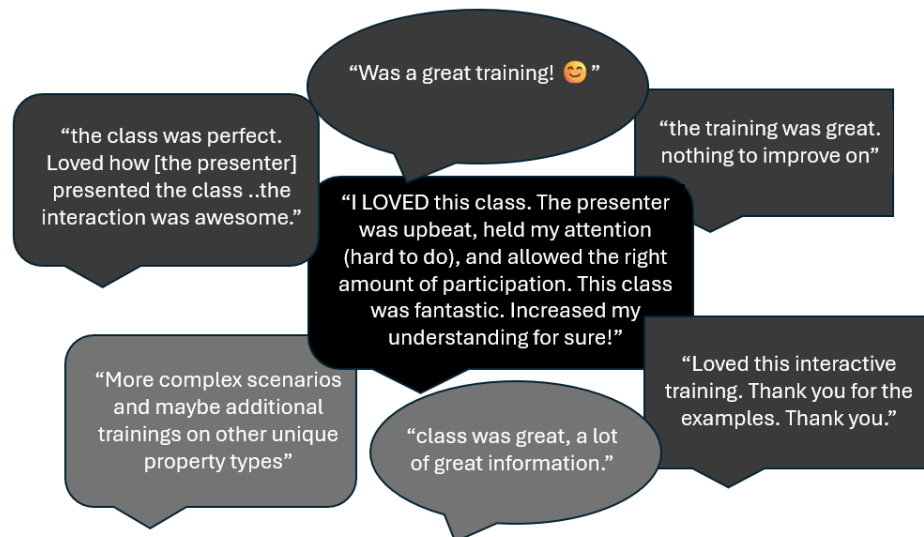 “Was a great training! 😊 ”
“the class was perfect.
Loved how [the presenter]
presented the class ..the
interaction was awesome.”
“the training was great.
nothing to improve on”
“I LOVED this class. The presenter
was upbeat, held my attention
(hard to do), and allowed the right
amount of participation. This class
was fantastic. Increased my
understanding for sure!”
“More complex scenarios
and maybe additional
trainings on other unique
property types”
“class was great, a lot
of great information.”
“Loved this interactive
training. Thank you for the
examples. Thank you.”